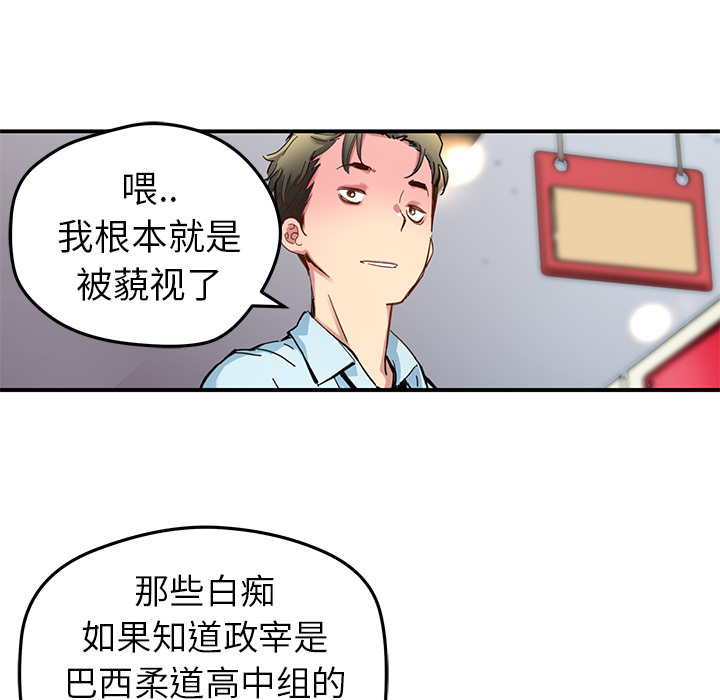 喂..
我根本就是
被藐视了
那些白痴
如果知道政宰是
巴西柔道高中组的